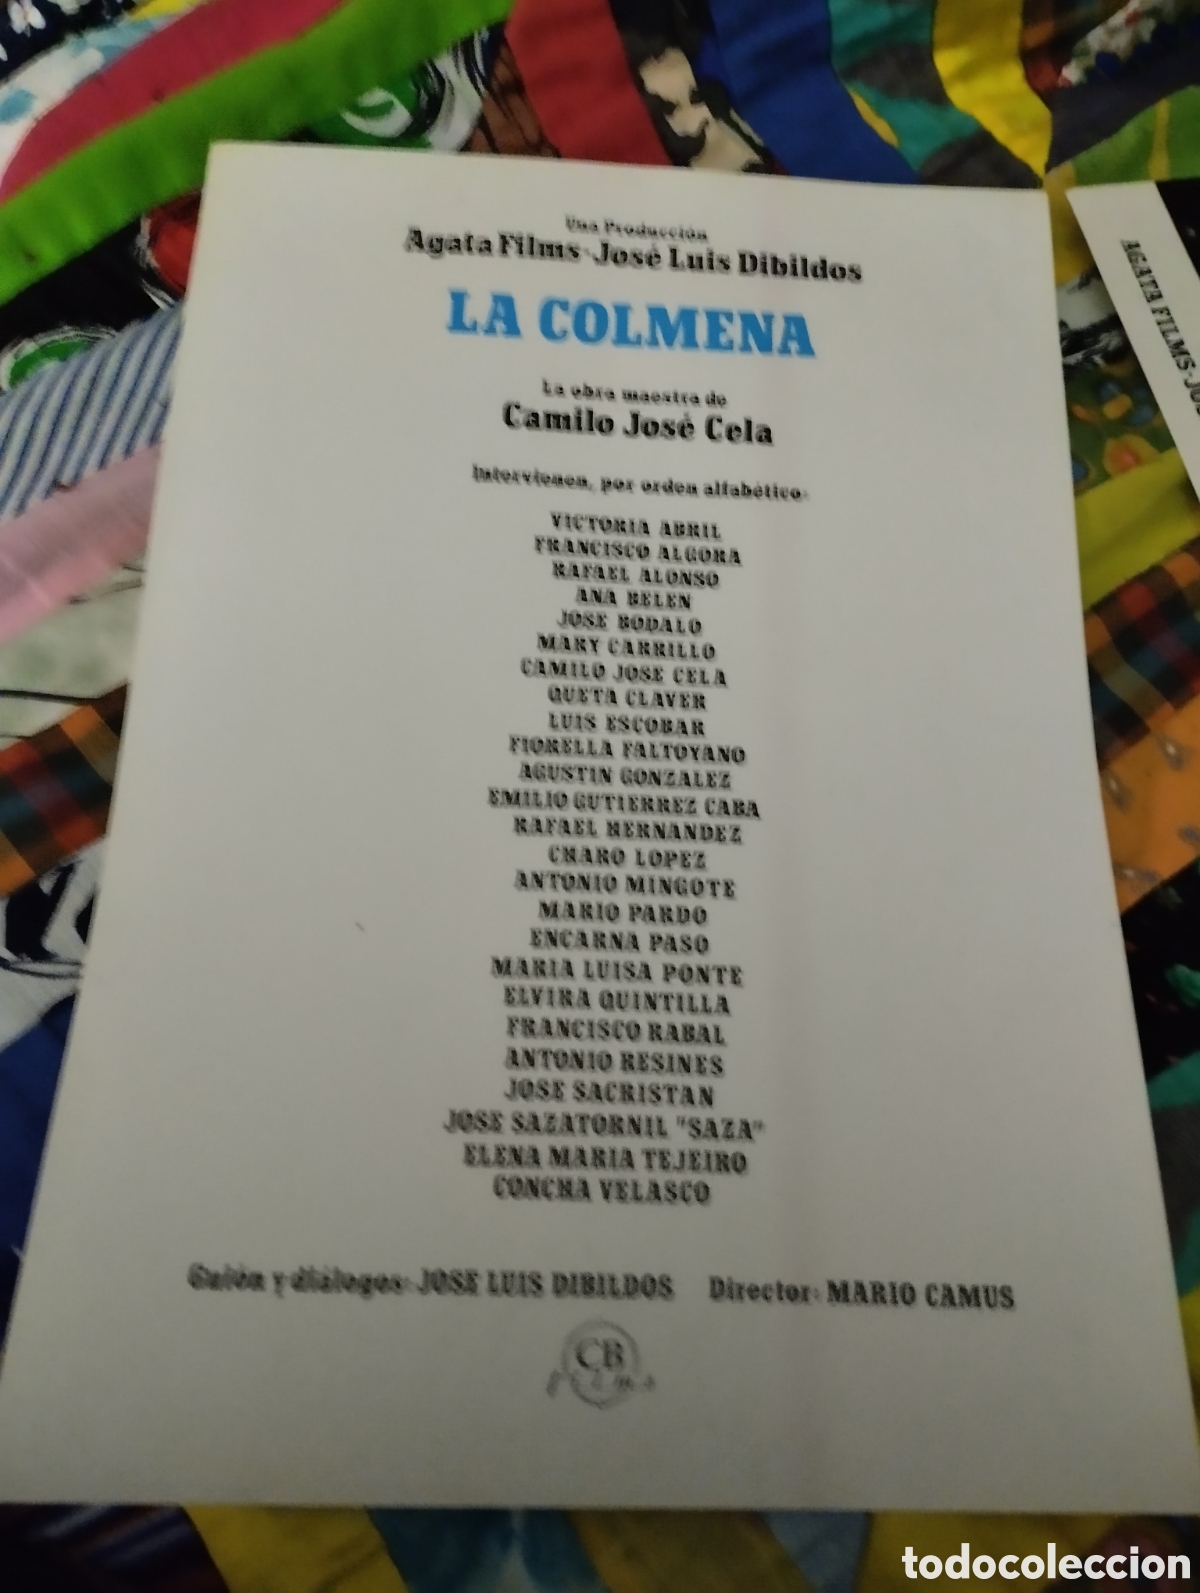 Una Producción
Agata Films-José Luis Dibildos
LA COLMENA
La obra maestra de
Camilo José Cela
Intervienen, por orden alfabético:
VICTORIA ABRIL
FRANCISCO ALGORA
RAFAEL ALONSO
ANA BELEN
JOSE BODALO
MARY CARRILLO
CAMILO JOSE CELA
QUETA CLAVER
LUIS ESCOBAR
FIORELLA FALTOYANO
AGUSTIN GONZALEZ
EMILIO GUTIERREZ CABA
RAFAEL HERNANDEZ
CHARO LOPEZ
ANTONIO MINGOTE
MARIO PARDO
ENCARNA PASO
MARIA LUISA PONTE
ELVIRA QUINTILLA
FRANCISCO RABAL
ANTONIO RESINES
JOSE SACRISTAN
JOSE SAZATORNIL "SAZA"
ELENA MARIA TEJEIRO
CONCHA VELASCO
Guión y diálogos: JOSE LUIS DIBILDOS Director: MARIO CAMUS
CB
films
AGATA FILMS-JOS
todocoleccion